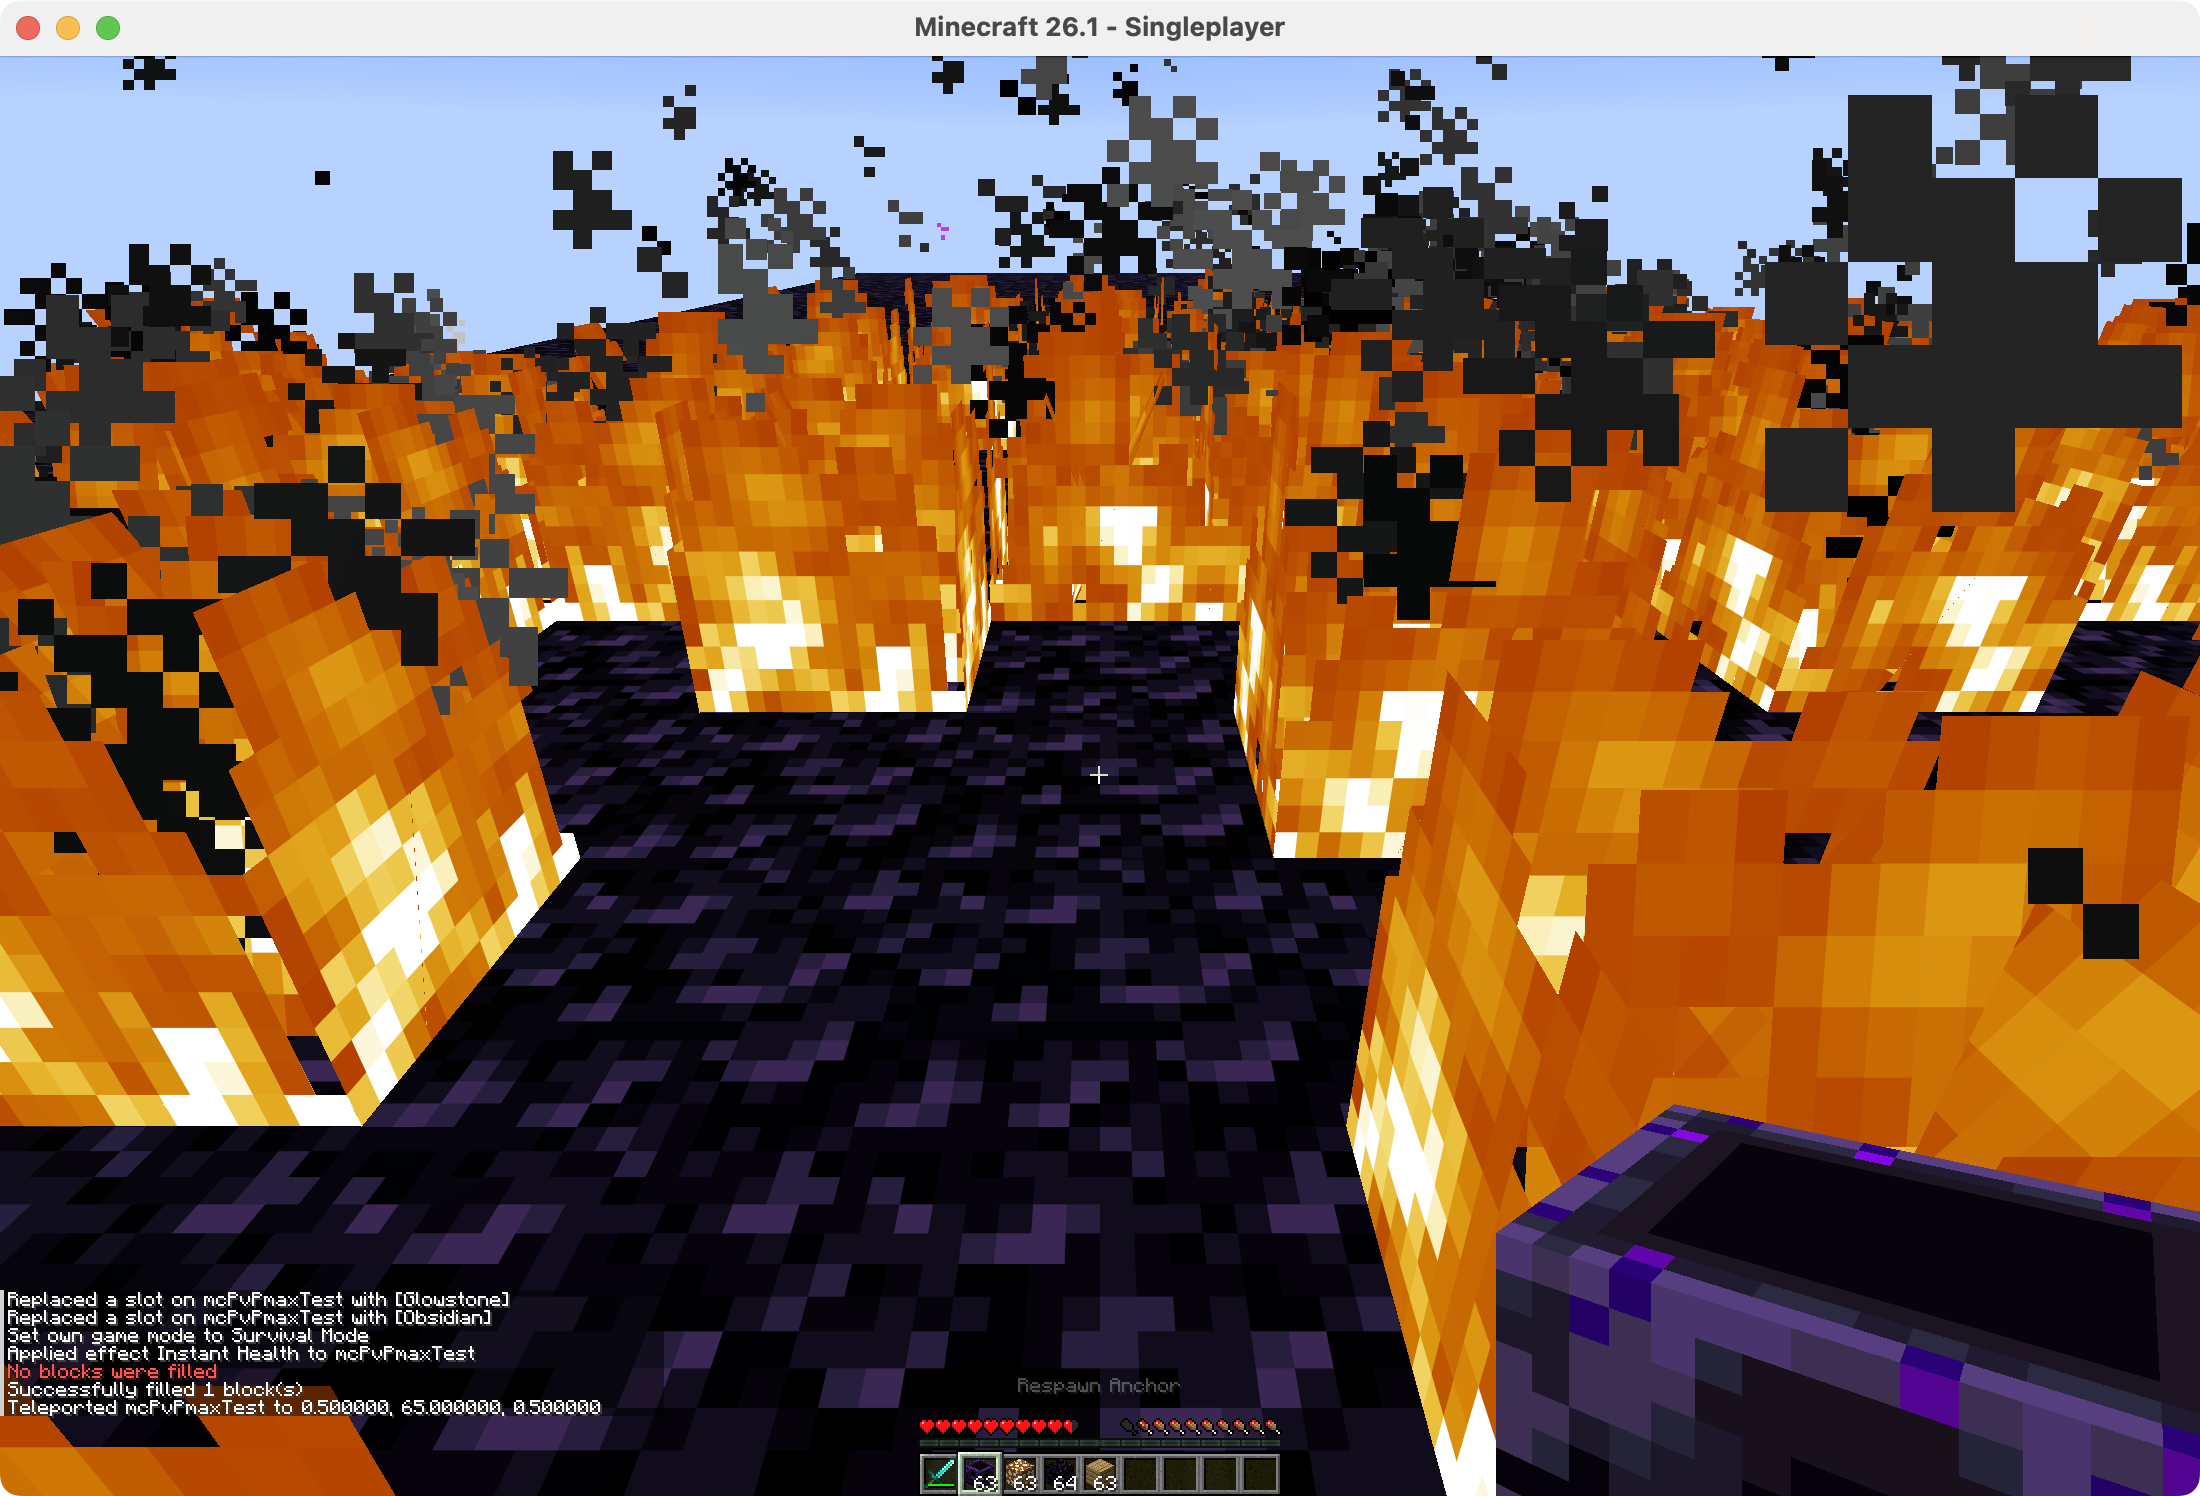 Minecraft 26.1 - Singleplayer
Replaced a slot on mcPvPmaxTest with [Glowstone]
Replaced a slot on mcPvPmaxTest with [Obsidian]
Set own game mode to Survival Mode
Applied effect Instant Health to mcPvPmaxTest
No blocks were filled
Successfully filled 1 block(s)
Teleported mcPvPmaxTest to 0.500000, 65.000000, 0.500000
Respawn Anchor
63 63 64 63